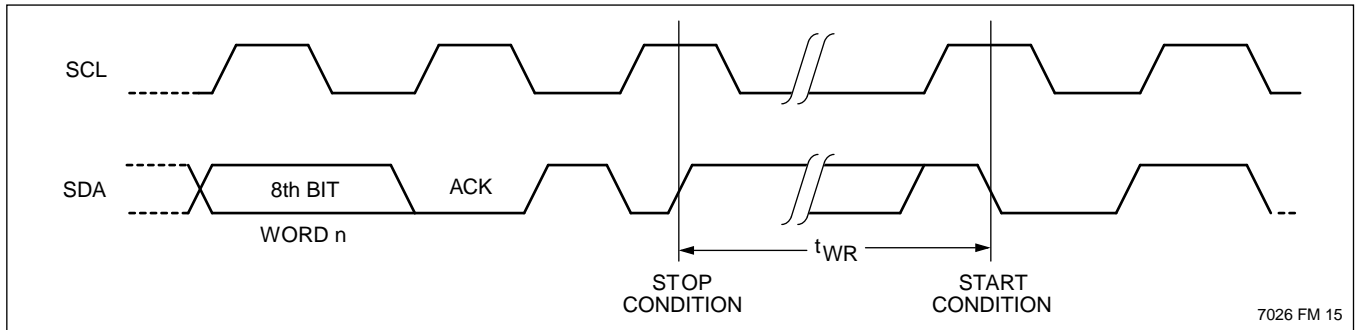 SCL
SDA
8th BIT
ACK
WORD n
tWR
STOP
CONDITION
START
CONDITION
7026 FM 15